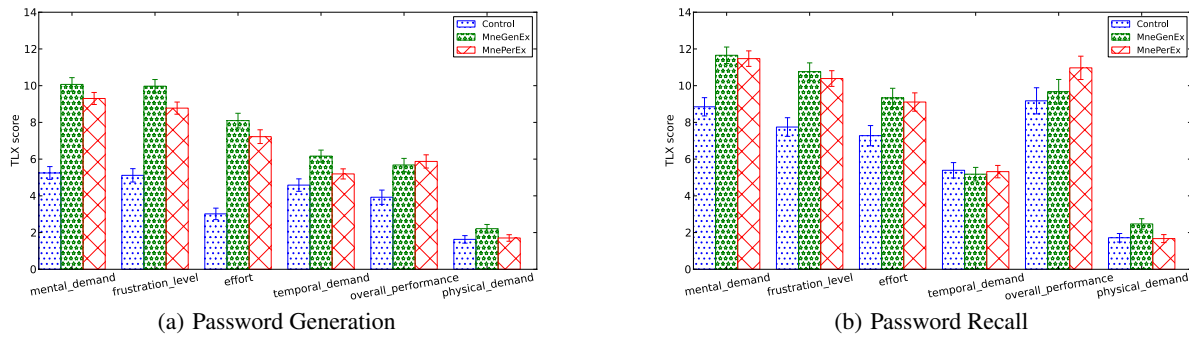 14
12
10
8
6
4
2
0
TLX score
Control
MneGenEx
MnePerEx
mental_demand
frustration_level
effort
temporal_demand
overall_performance
physical_demand
(a) Password Generation
14
12
10
8
6
4
2
0
TLX score
Control
MneGenEx
MnePerEx
mental_demand
frustration_level
effort
temporal_demand
overall_performance
physical_demand
(b) Password Recall